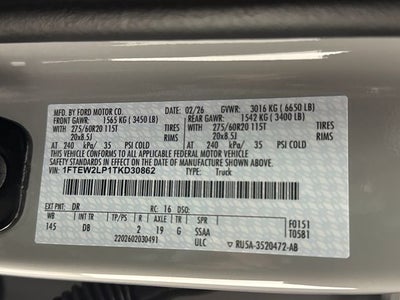 MFD. BY FORD MOTOR CO.
02/26 GVWR: 3016 KG ( 6650 LB)
FRONT GAWR: 1565 KG ( 3450 LB) REAR GAWR: 1542 KG ( 3400 LB)
WITH 275/60R20 115T TIRES WITH 275/60R20 115T TIRES
20x8.5J RIMS 20x8.5J RIMS
AT 240 kPa/ 35 PSI COLD AT 240 kPa/ 35 PSI COLD
THIS VEHICLE CONFORMS TO ALL APPLICABLE FEDERAL MOTOR VEHICLE
SAFETY STANDARDS IN EFFECT ON THE DATE OF MANUFACTURE SHOWN ABOVE.
VIN: 1FTEW2LP1TKD30862 TYPE: Truck
EXT PNT: DR RC: 16 DSO: F0151
WB INT TR TP/PS R AXLE TR SPR T0581
145 DB 2 19 G SSAA
2202602030491 ULC ▽ RU5A-3520472-AB